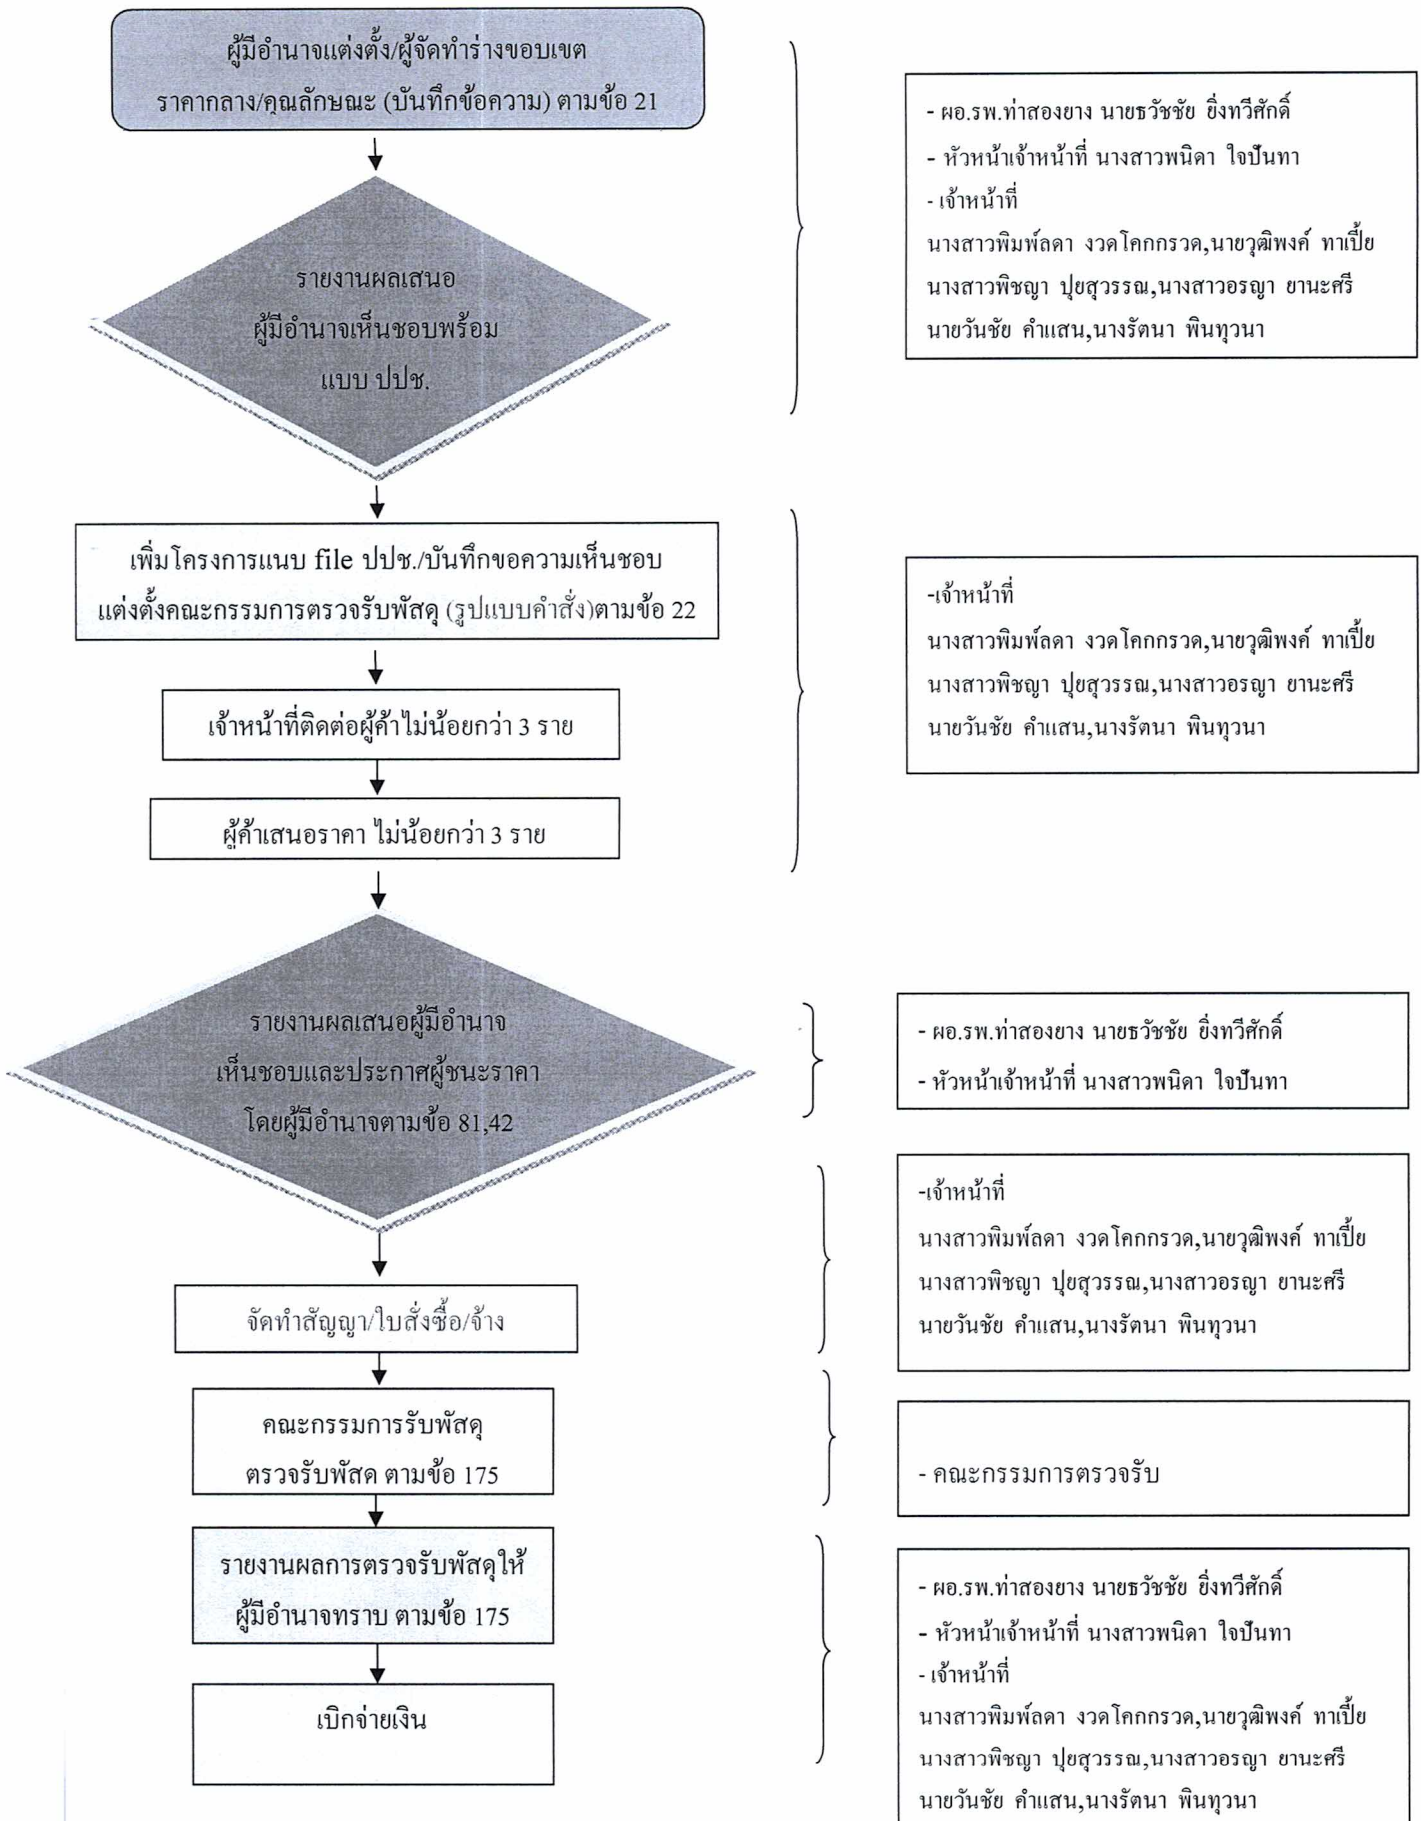 ผู้มีอำนาจแต่งตั้ง/ผู้จัดทำร่างขอบเขต
ราคากลาง/คุณลักษณะ (บันทึกข้อความ) ตามข้อ 21
- ผอ.รพ.ท่าสองยาง นายธวัชชัย ยิ่งทวีศักดิ์
- หัวหน้าเจ้าหน้าที่ นางสาวพนิดา ใจปันทา
- เจ้าหน้าที่
นางสาวพิมพ์ลดา งวดโคกกรวด,นายวุฒิพงค์ ทาเปี้ย
นางสาวพิชญา ปุยสุวรรณ,นางสาวอรญา ยานะศรี
นายวันชัย คำแสน,นางรัตนา พินทุวนา
รายงานผลเสนอ
ผู้มีอำนาจเห็นชอบพร้อม
แบบ ปปช.
เพิ่มโครงการแนบ file ปปช./บันทึกขอความเห็นชอบ
แต่งตั้งคณะกรรมการตรวจรับพัสดุ (รูปแบบคำสั่ง)ตามข้อ 22
เจ้าหน้าที่ติดต่อผู้ค้าไม่น้อยกว่า 3 ราย
ผู้ค้าเสนอราคา ไม่น้อยกว่า 3 ราย
-เจ้าหน้าที่
นางสาวพิมพ์ลดา งวดโคกกรวด,นายวุฒิพงค์ ทาเปี้ย
นางสาวพิชญา ปุยสุวรรณ,นางสาวอรญา ยานะศรี
นายวันชัย คำแสน,นางรัตนา พินทุวนา
รายงานผลเสนอผู้มีอำนาจ
เห็นชอบและประกาศผู้ชนะราคา
โดยผู้มีอำนาจตามข้อ 81,42
- ผอ.รพ.ท่าสองยาง นายธวัชชัย ยิ่งทวีศักดิ์
- หัวหน้าเจ้าหน้าที่ นางสาวพนิดา ใจปันทา
จัดทำสัญญา/ใบสั่งซื้อ/จ้าง
-เจ้าหน้าที่
นางสาวพิมพ์ลดา งวดโคกกรวด,นายวุฒิพงค์ ทาเปี้ย
นางสาวพิชญา ปุยสุวรรณ,นางสาวอรญา ยานะศรี
นายวันชัย คำแสน,นางรัตนา พินทุวนา
คณะกรรมการรับพัสดุ
ตรวจรับพัสด ตามข้อ 175
- คณะกรรมการตรวจรับ
รายงานผลการตรวจรับพัสดุให้
ผู้มีอำนาจทราบ ตามข้อ 175
เบิกจ่ายเงิน
- ผอ.รพ.ท่าสองยาง นายธวัชชัย ยิ่งทวีศักดิ์
- หัวหน้าเจ้าหน้าที่ นางสาวพนิดา ใจปันทา
- เจ้าหน้าที่
นางสาวพิมพ์ลดา งวดโคกกรวด,นายวุฒิพงค์ ทาเปี้ย
นางสาวพิชญา ปุยสุวรรณ,นางสาวอรญา ยานะศรี
นายวันชัย คำแสน,นางรัตนา พินทุวนา